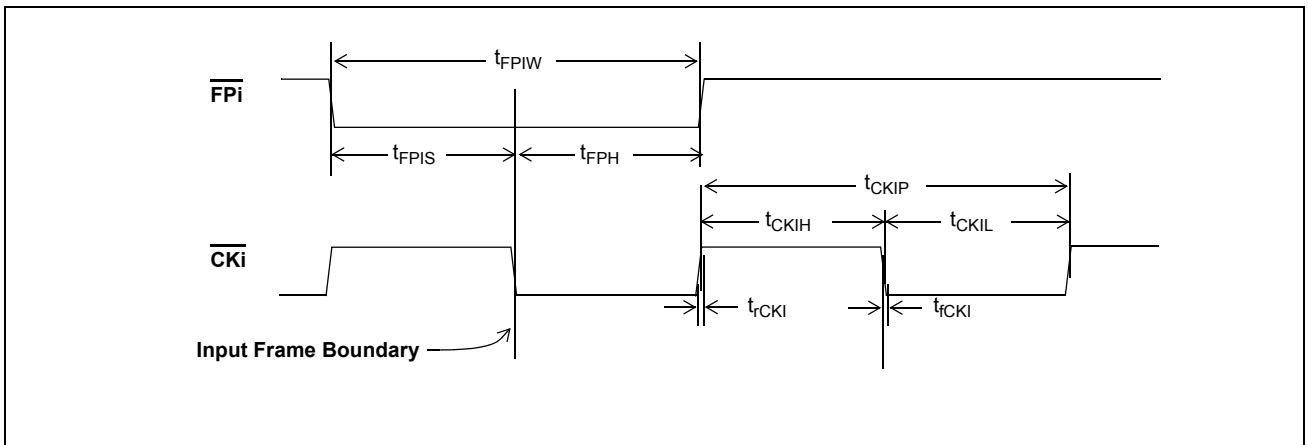 tFPIW
FPi
tFPIS
tFPH
tCKIP
tCKIH
tCKIL
CKi
trCKI
tfCKI
Input Frame Boundary